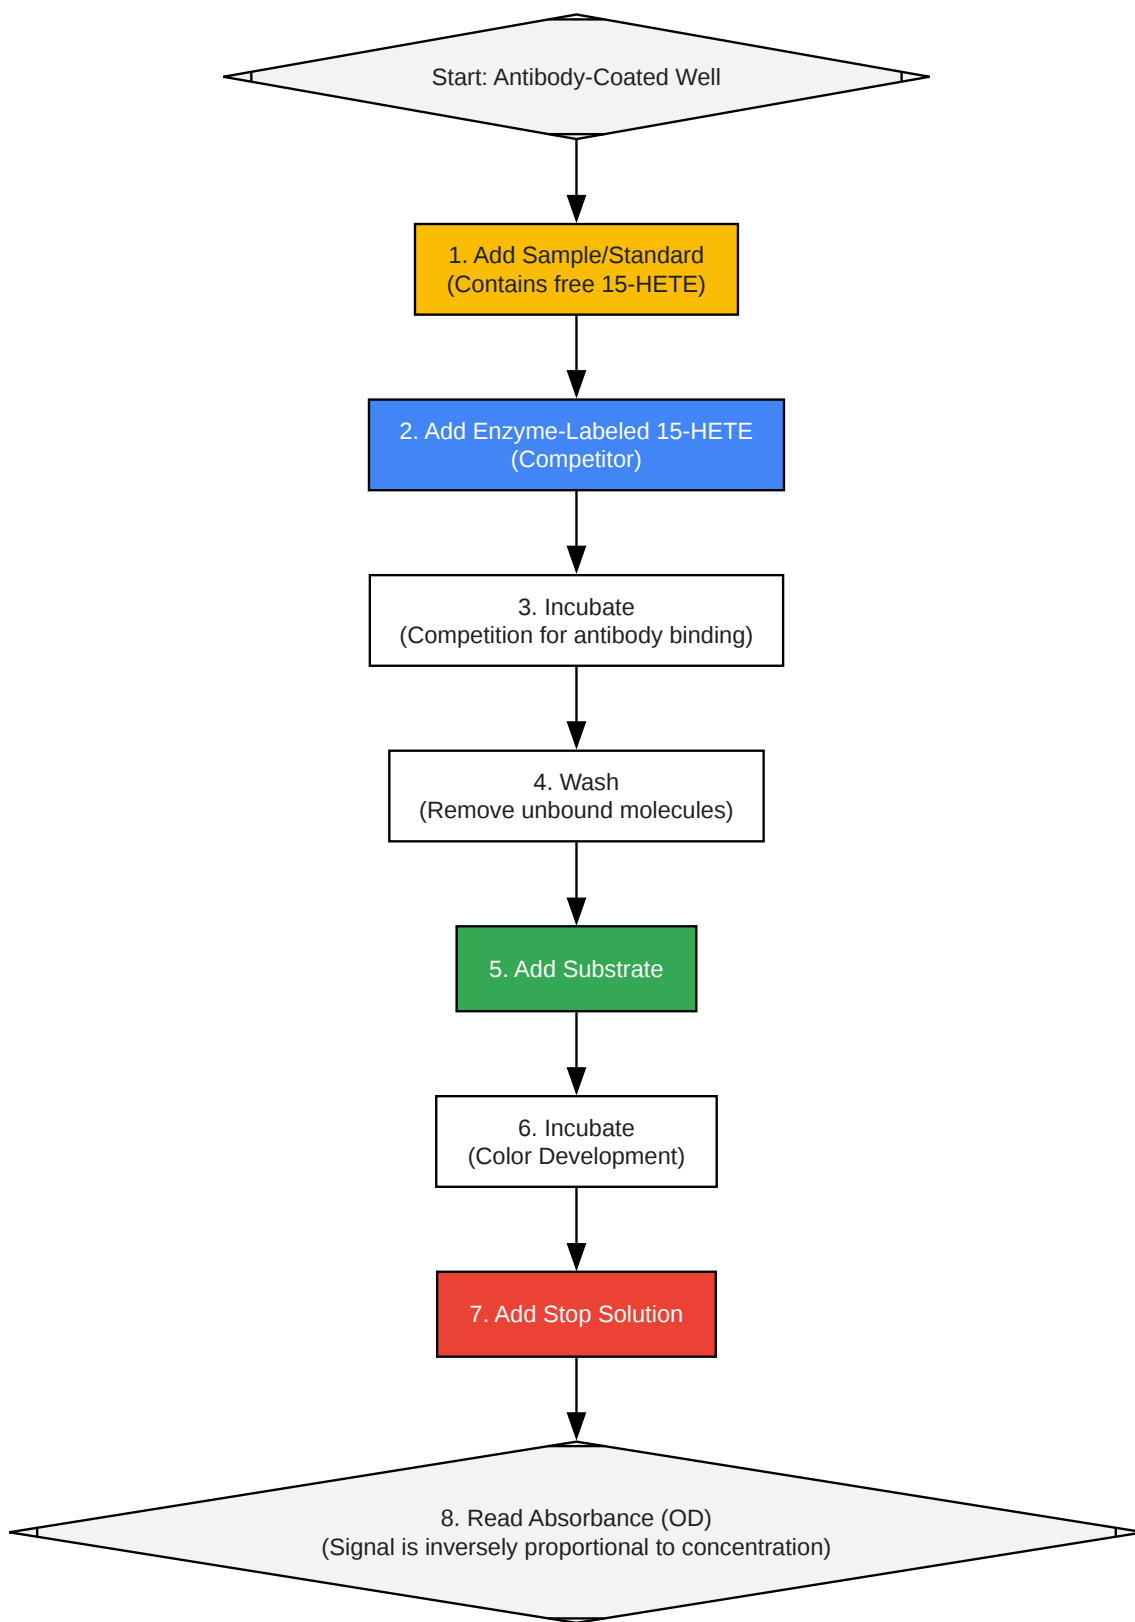 Start: Antibody-Coated Well
1. Add Sample/Standard
(Contains free 15-HETE)
2. Add Enzyme-Labeled 15-HETE
(Competitor)
3. Incubate
(Competition for antibody binding)
4. Wash
(Remove unbound molecules)
5. Add Substrate
6. Incubate
(Color Development)
7. Add Stop Solution
8. Read Absorbance (OD)
(Signal is inversely proportional to concentration)